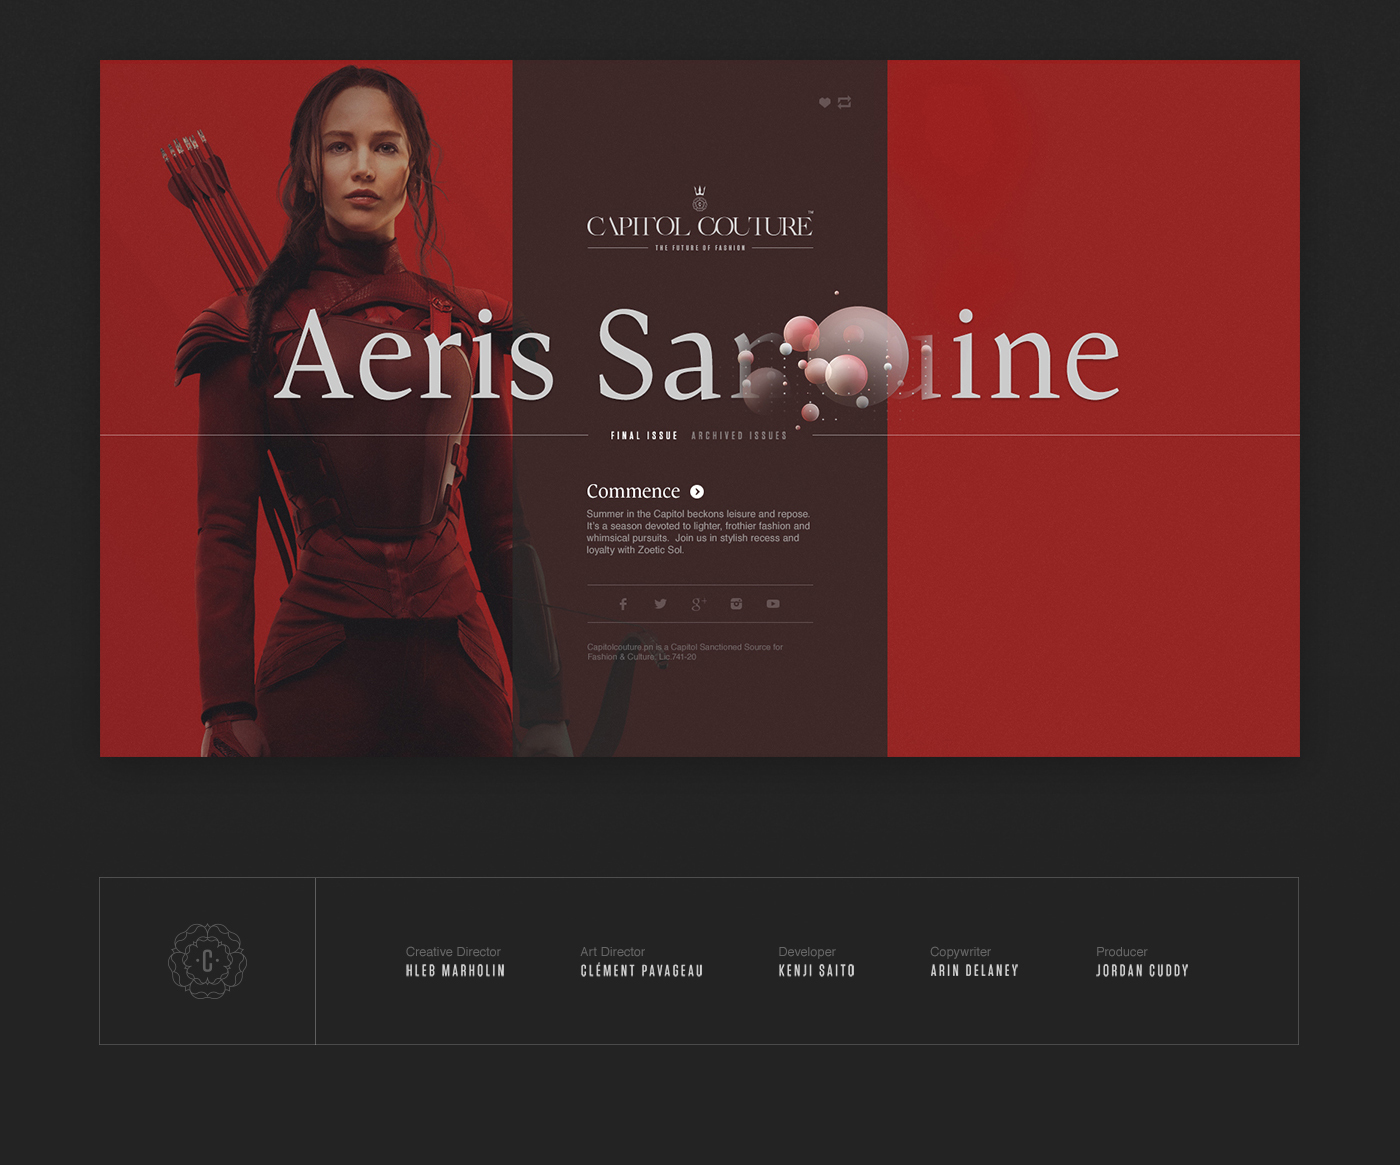 CAPITOL COUTURE™
THE FUTURE OF FASHION
Aeris Sanguine
FINAL ISSUE ARCHIVED ISSUES
Commence
Summer in the Capitol beckons leisure and repose.
It's a season devoted to lighter, frothier fashion and
whimsical pursuits. Join us in stylish recess and
loyalty with Zoetic Sol.
Capitolcouture.pn is a Capitol Sanctioned Source for
Fashion & Culture; Lic.741-20
C
Creative Director
HLEB MARHOLIN
Art Director
CLÉMENT PAVAGEAU
Developer
KENJI SAITO
Copywriter
ARIN DELANEY
Producer
JORDAN CUDDY